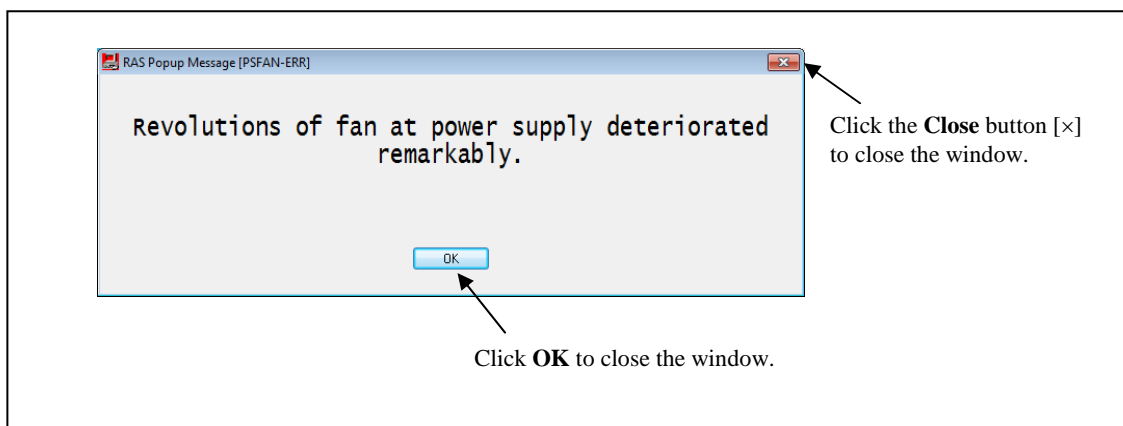 RAS Popup Message [PSFAN-ERR]
Revolutions of fan at power supply deteriorated
remarkably.
OK
Click the Close button [×]
to close the window.
Click OK to close the window.